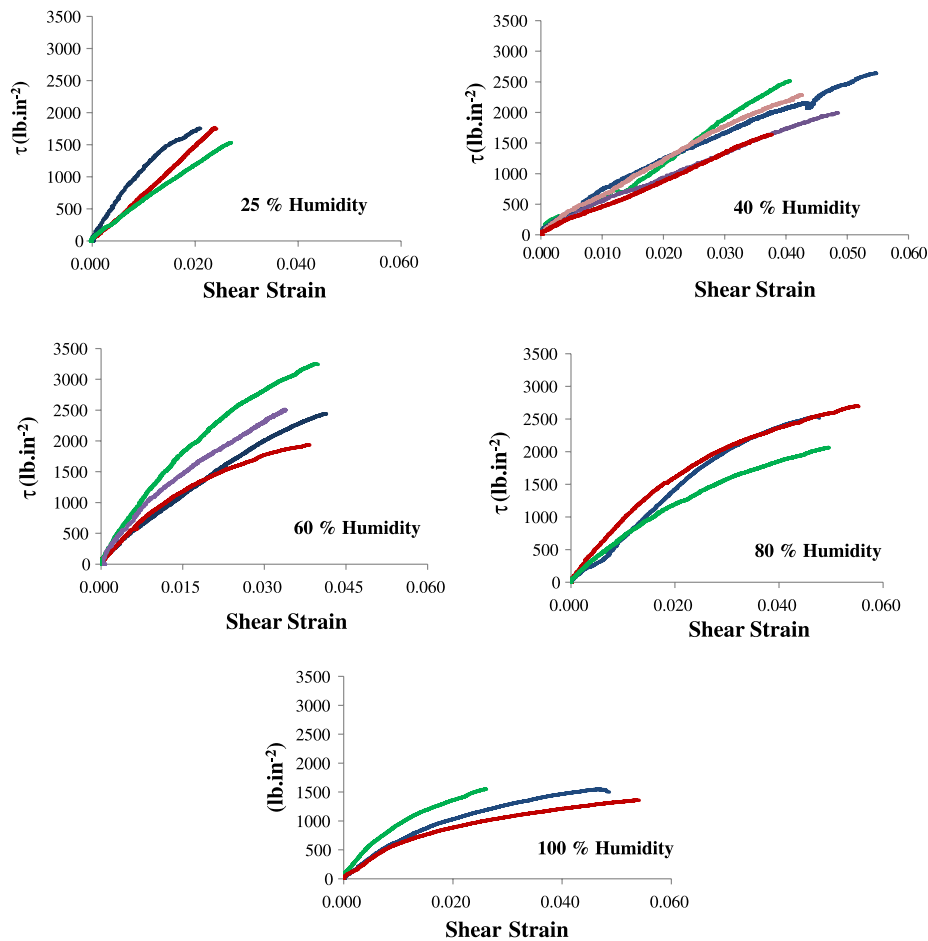 3500
3000
2500
2000
1500
1000
500
0
τ (lb.in-2)
25 % Humidity
0.000 0.020 0.040 0.060
Shear Strain
3500
3000
2500
2000
1500
1000
500
0
τ(lb.in-2)
40 % Humidity
0.000 0.010 0.020 0.030 0.040 0.050 0.060
Shear Strain
3500
3000
2500
2000
1500
1000
500
0
τ (lb.in-2)
60 % Humidity
0.000 0.015 0.030 0.045 0.060
Shear Strain
3500
3000
2500
2000
1500
1000
500
0
τ (lb.in-2)
80 % Humidity
0.000 0.020 0.040 0.060
Shear Strain
3500
3000
2500
2000
1500
1000
500
0
(lb.in-2)
100 % Humidity
0.000 0.020 0.040 0.060
Shear Strain